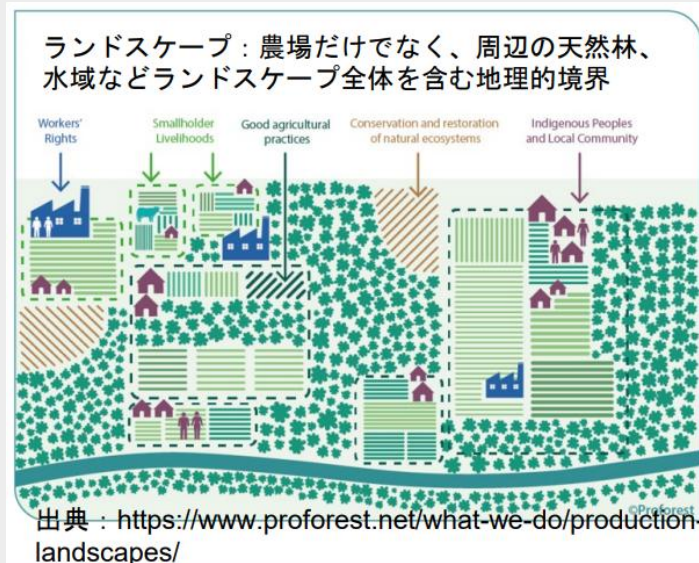 ランドスケープ：農場だけでなく、周辺の天然林、
水域などランドスケープ全体を含む地理的境界
Workers'
Rights
Smallholder
Livelihoods
Good agricultural
practices
Conservation and restoration
of natural ecosystems
Indigenous Peoples
and Local Community
©Proforest
出典：https://www.proforest.net/what-we-do/production-
landscapes/